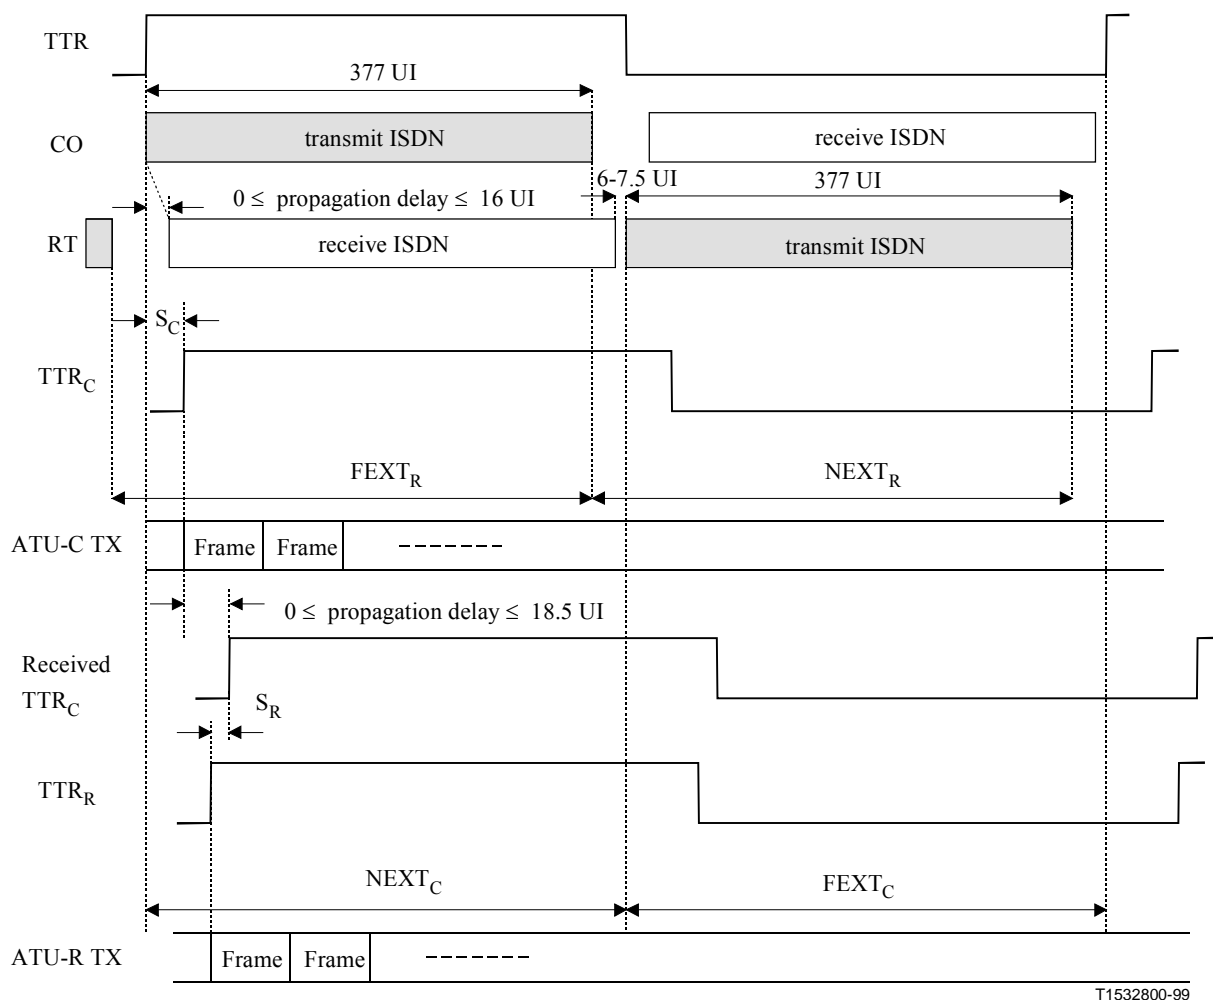 TTR
377 UI
CO
transmit ISDN
receive ISDN
6-7.5 UI
377 UI
0 ≤ propagation delay ≤ 16 UI
RT
receive ISDN
transmit ISDN
S_C
TTR_C
FEXT_R
NEXT_R
ATU-C TX
Frame
Frame
0 ≤ propagation delay ≤ 18.5 UI
Received
TTR_C
S_R
TTR_R
NEXT_C
FEXT_C
ATU-R TX
Frame
Frame
T1532800-99